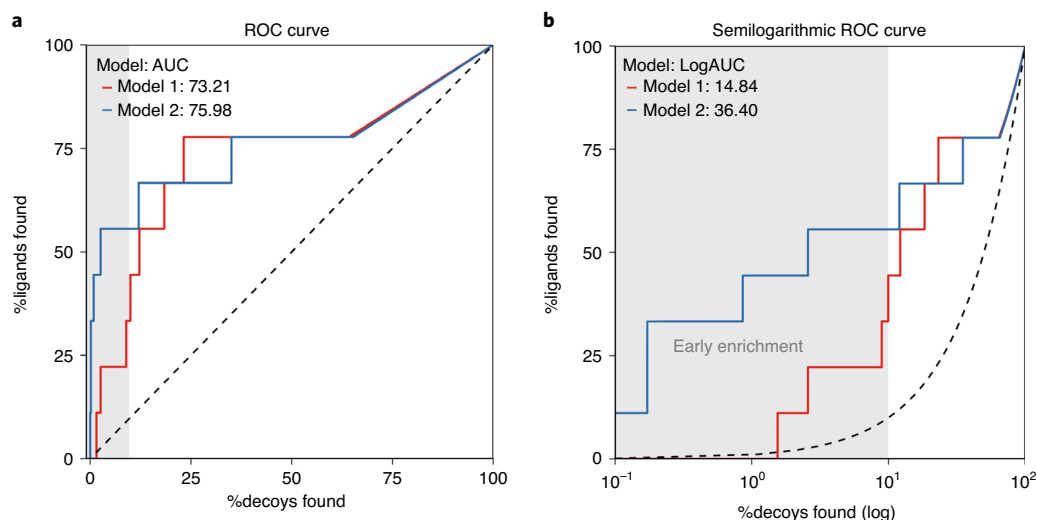 a
ROC curve
100
75
50
25
0
%ligands found
Model: AUC
Model 1: 73.21
Model 2: 75.98
0
25
50
75
100
%decoys found
b
Semilogarithmic ROC curve
100
75
50
25
0
%ligands found
Model: LogAUC
Model 1: 14.84
Model 2: 36.40
Early enrichment
10⁻¹
10⁰
10¹
10²
%decoys found (log)